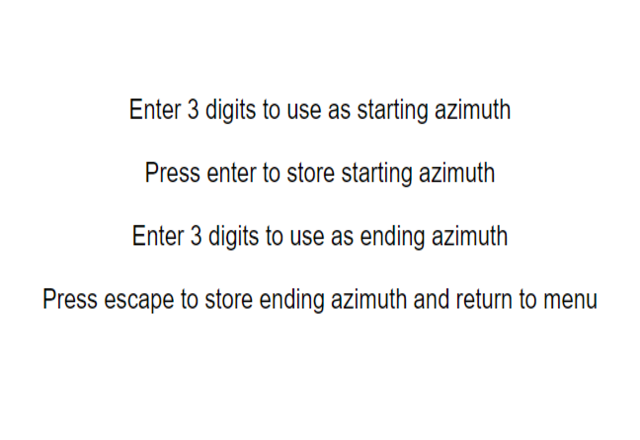 Enter 3 digits to use as starting azimuth
Press enter to store starting azimuth
Enter 3 digits to use as ending azimuth
Press escape to store ending azimuth and return to menu